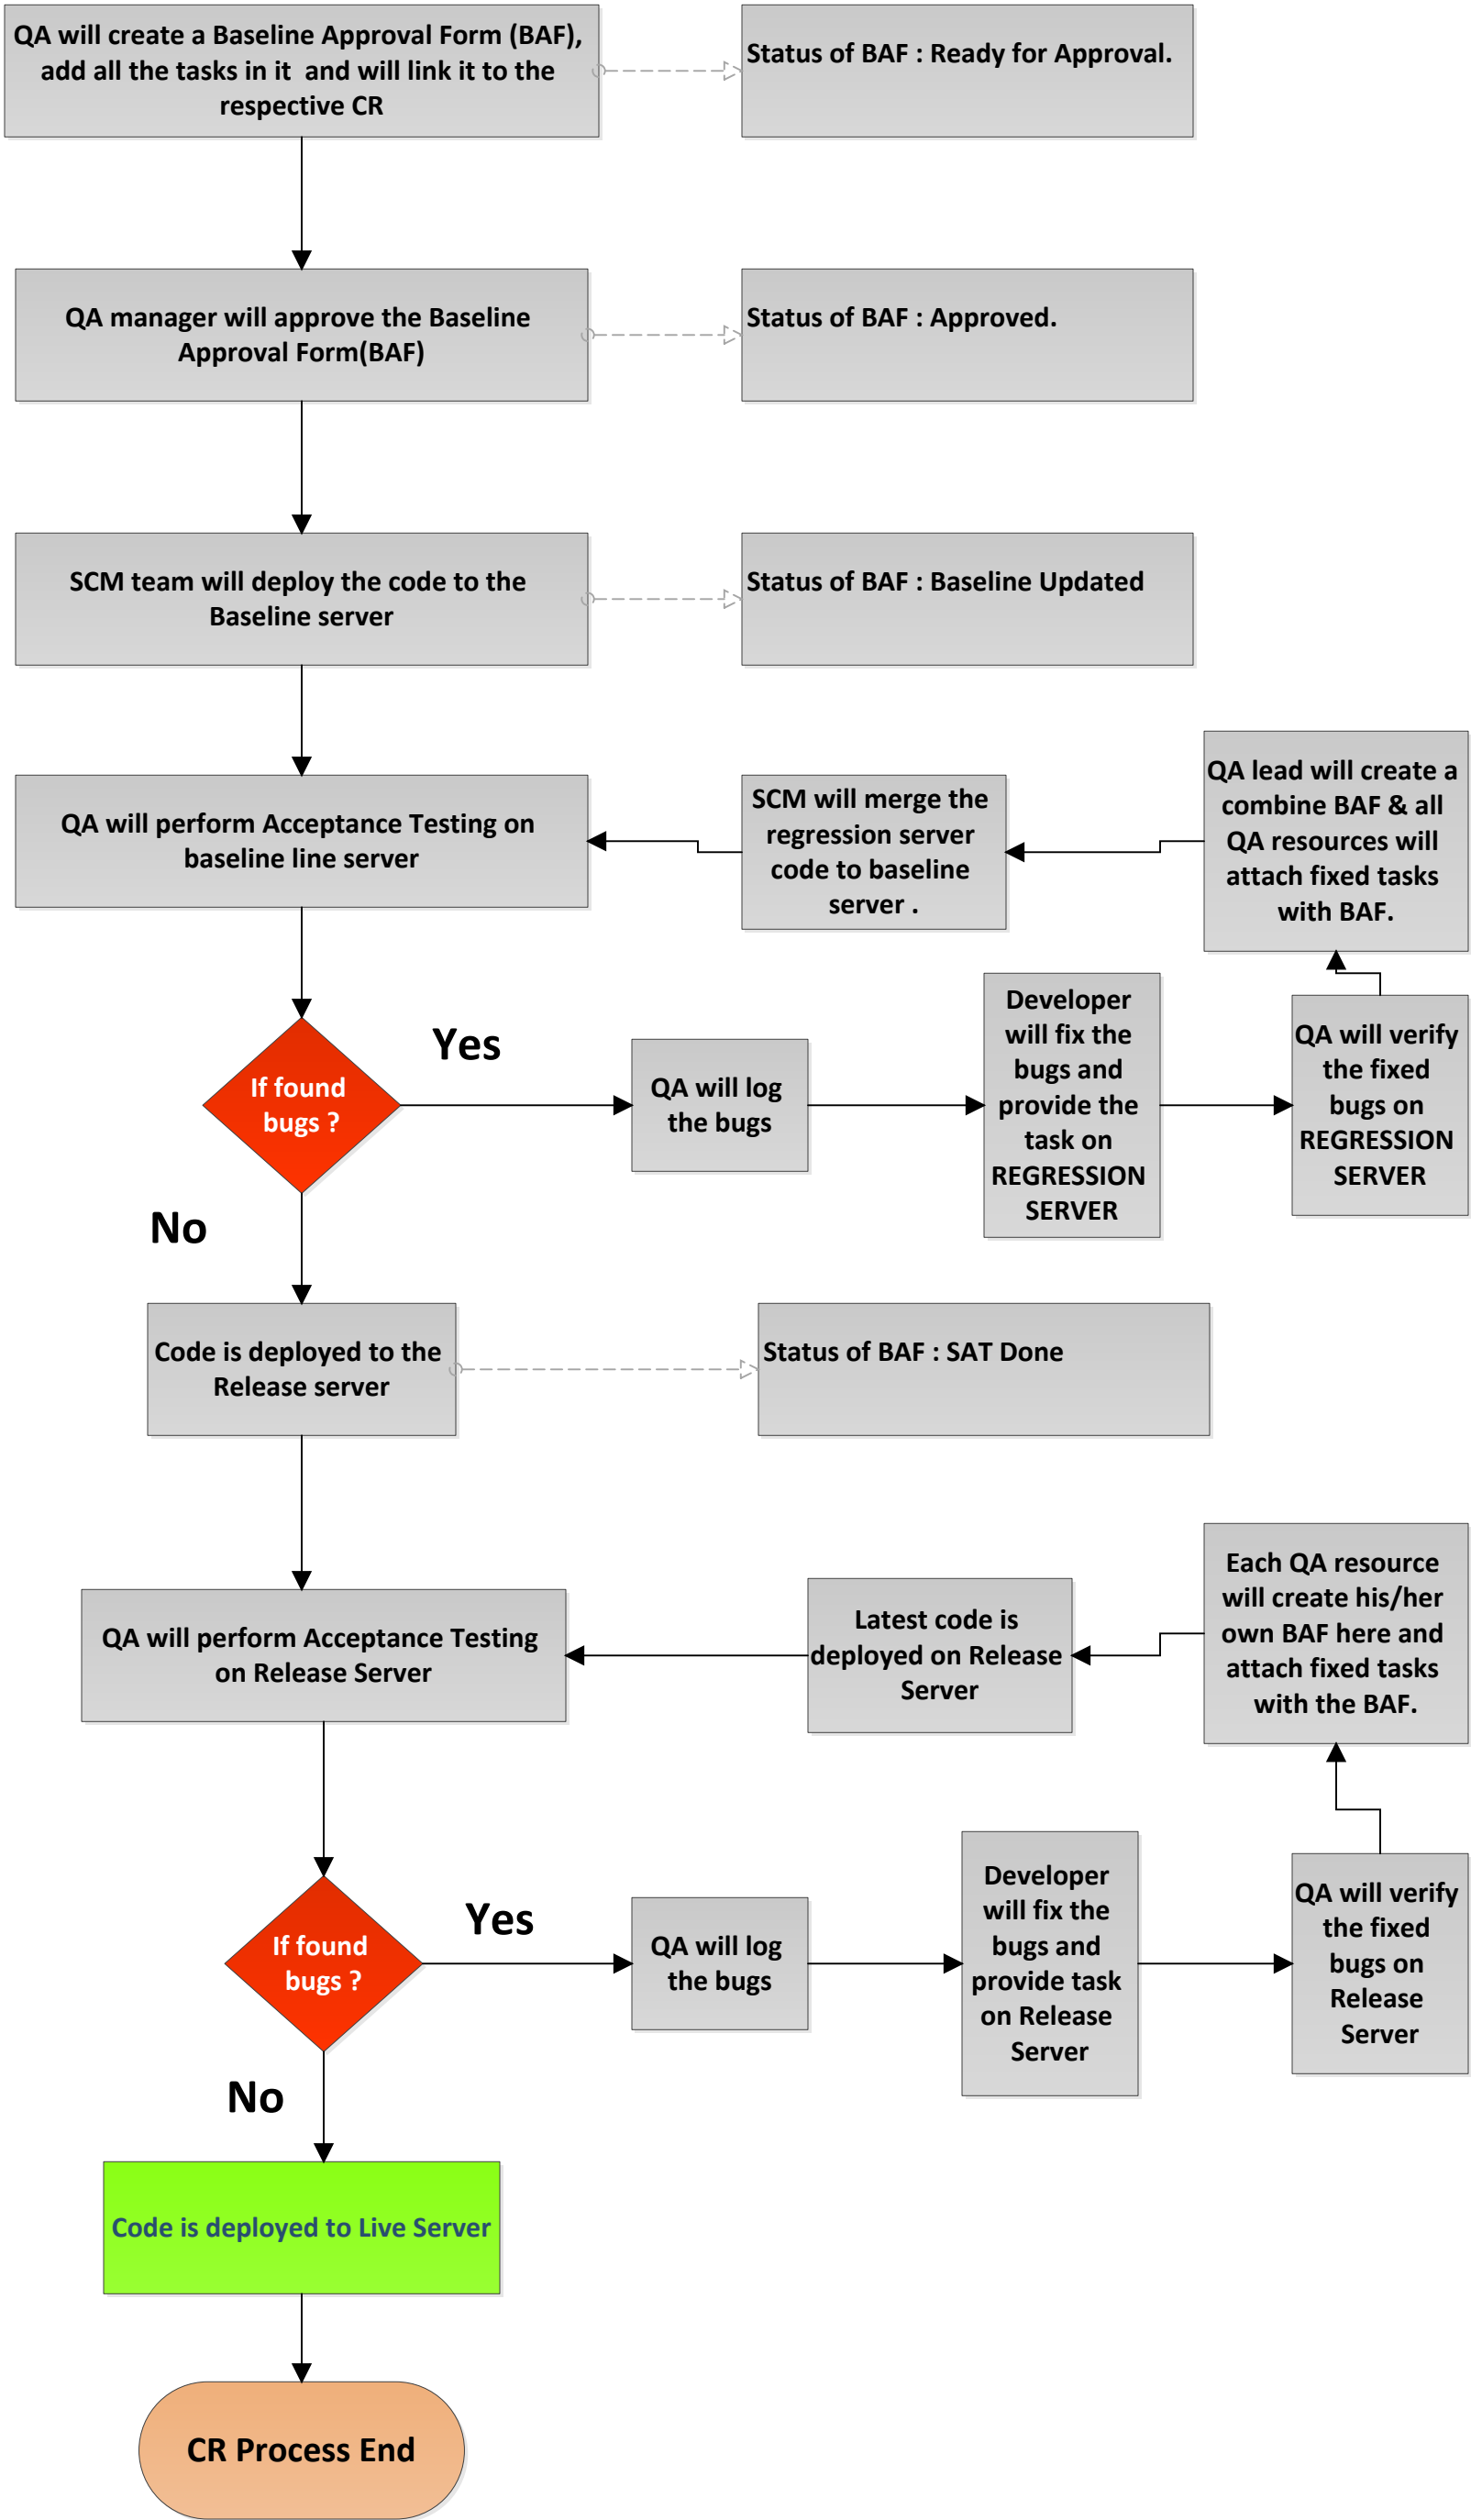 QA will create a Baseline Approval Form (BAF),
add all the tasks in it and will link it to the
respective CR
Status of BAF : Ready for Approval.
QA manager will approve the Baseline
Approval Form(BAF)
Status of BAF : Approved.
SCM team will deploy the code to the
Baseline server
Status of BAF : Baseline Updated
QA will perform Acceptance Testing on
baseline line server
SCM will merge the
regression server
code to baseline
server .
QA lead will create a
combine BAF & all
QA resources will
attach fixed tasks
with BAF.
If found
bugs ?
Yes
QA will log
the bugs
Developer
will fix the
bugs and
provide the
task on
REGRESSION
SERVER
QA will verify
the fixed
bugs on
REGRESSION
SERVER
No
Code is deployed to the
Release server
Status of BAF : SAT Done
QA will perform Acceptance Testing
on Release Server
Latest code is
deployed on Release
Server
Each QA resource
will create his/her
own BAF here and
attach fixed tasks
with the BAF.
If found
bugs ?
Yes
QA will log
the bugs
Developer
will fix the
bugs and
provide task
on Release
Server
QA will verify
the fixed
bugs on
Release
Server
No
Code is deployed to Live Server
CR Process End